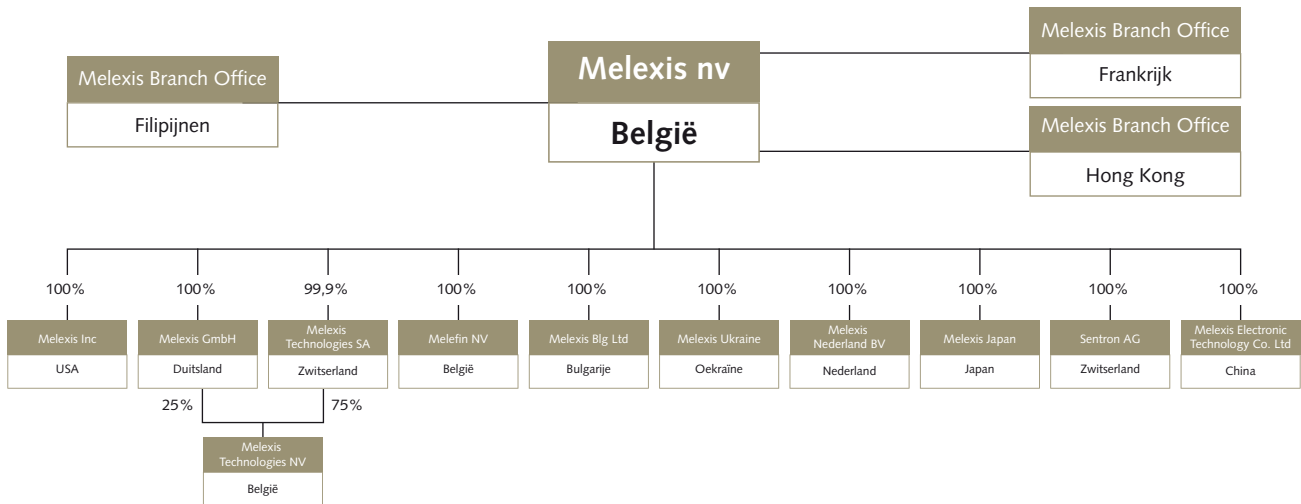 Melexis Branch Office
Filipijnen
Melexis nv
België
Melexis Branch Office
Frankrijk
Melexis Branch Office
Hong Kong
100%
100%
99,9%
100%
100%
100%
100%
100%
100%
100%
Melexis Inc
USA
Melexis GmbH
Duitsland
Melexis
Technologies SA
Zwitserland
Melefin NV
België
Melexis Blg Ltd
Bulgarije
Melexis Ukraine
Oekraïne
Melexis
Nederland BV
Nederland
Melexis Japan
Japan
Sentron AG
Zwitserland
Melexis Electronic
Technology Co. Ltd
China
25%
75%
Melexis
Technologies NV
België